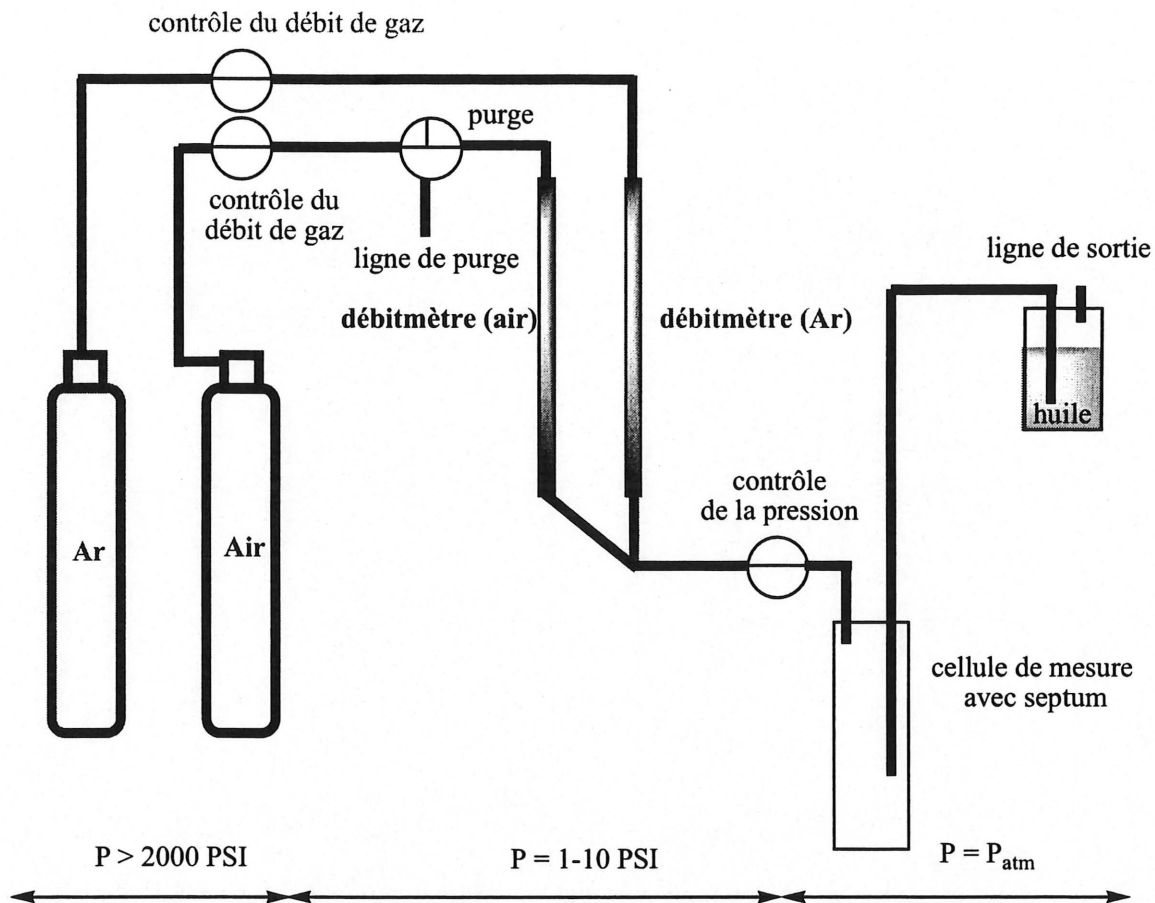 contrôle du débit de gaz
purge
contrôle du
débit de gaz
ligne de purge
ligne de sortie
débitmètre (air)
débitmètre (Ar)
huile
contrôle
de la pression
Ar
Air
cellule de mesure
avec septum
P > 2000 PSI
P = 1-10 PSI
P = Patm